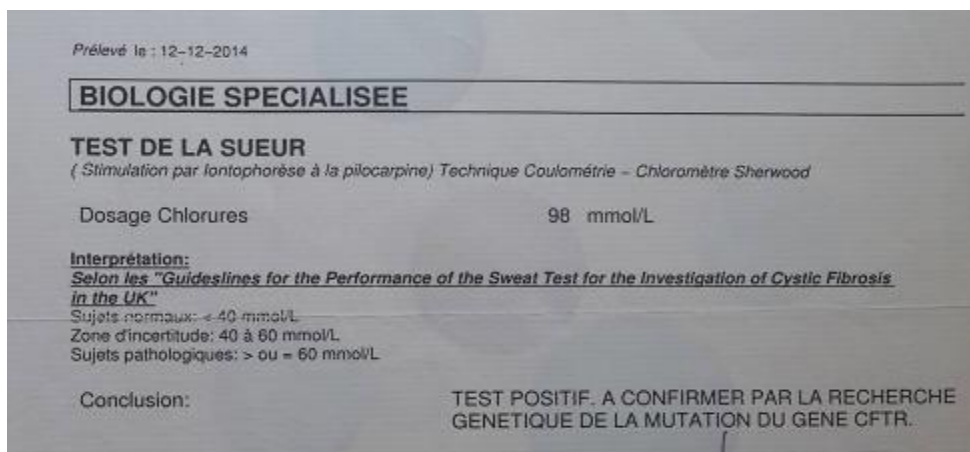 Prélevé le : 12-12-2014
BIOLOGIE SPECIALISEE
TEST DE LA SUEUR
( Stimulation par Iontophorèse à la pilocarpine) Technique Coulométrie – Chloromètre Sherwood
Dosage Chlorures 98 mmol/L
Interprétation:
Selon les "Guideslines for the Performance of the Sweat Test for the Investigation of Cystic Fibrosis
in the UK"
Sujets normaux: < 40 mmol/L
Zone d'incertitude: 40 à 60 mmol/L
Sujets pathologiques: > ou = 60 mmol/L
Conclusion: TEST POSITIF. A CONFIRMER PAR LA RECHERCHE
GENETIQUE DE LA MUTATION DU GENE CFTR.